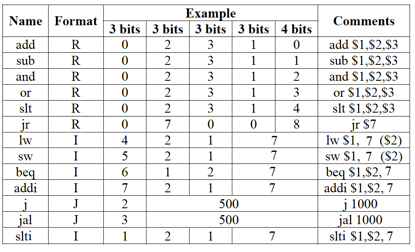 Name Format Example Comments
3 bits 3 bits 3 bits 3 bits 4 bits
add R 0 2 3 1 0 add $1,$2,$3
sub R 0 2 3 1 1 sub $1,$2,$3
and R 0 2 3 1 2 and $1,$2,$3
or R 0 2 3 1 3 or $1,$2,$3
slt R 0 2 3 1 4 slt $1,$2,$3
jr R 0 7 0 0 8 jr $7
lw I 4 2 1 7 lw $1, 7 ($2)
sw I 5 2 1 7 sw $1, 7 ($2)
beq I 6 1 2 7 beq $1,$2, 7
addi I 7 2 1 7 addi $1,$2, 7
j J 2 500 j 1000
jal J 3 500 jal 1000
slti I 1 2 1 7 slti $1,$2, 7